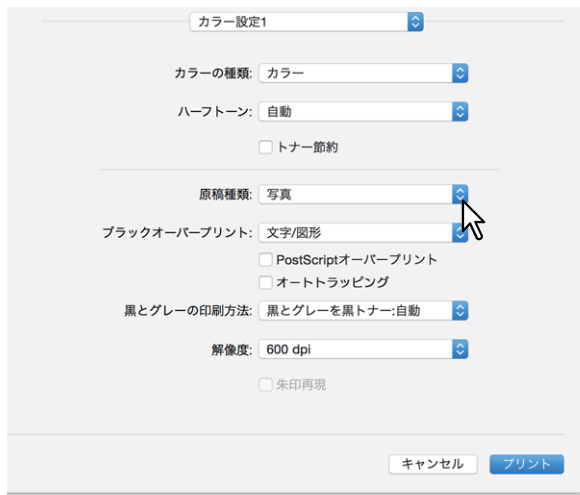 カラー設定1
カラーの種類: カラー
ハーフトーン: 自動
トナー節約
原稿種類: 写真
ブラックオーバープリント: 文字/図形
PostScriptオーバープリント
オートトラッピング
黒とグレーの印刷方法: 黒とグレーを黒トナー:自動
解像度: 600 dpi
朱印再現
キャンセル プリント